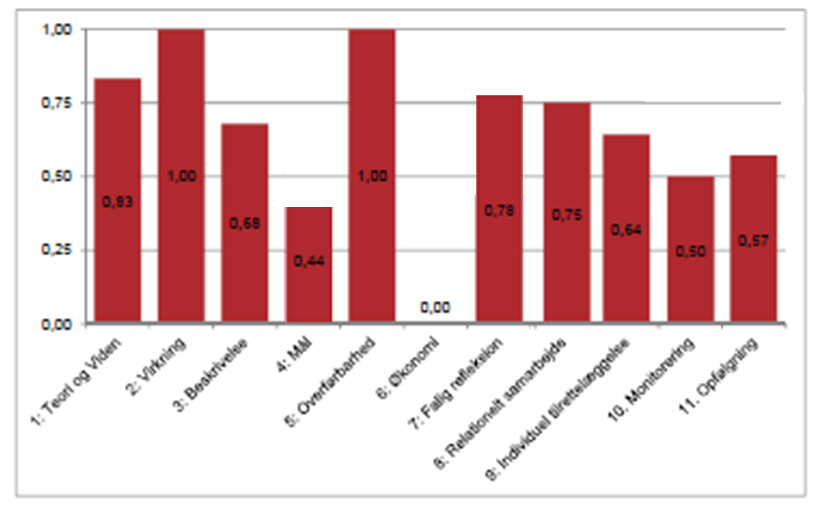 1,00
0,75
0,50
0,25
0,00
0,83
1,00
0,68
0,44
1,00
0,00
0,78
0,75
0,64
0,50
0,57
1: Teori og Viden
2: Virkning
3: Beskrivelse
4: Mål
5: Overførbarhed
6: Økonomi
7: Falig refleksion
8: Relationelt samarbejde
9: Individuel tilrettelæggelse
10. Monitorering
11. Opfølgning